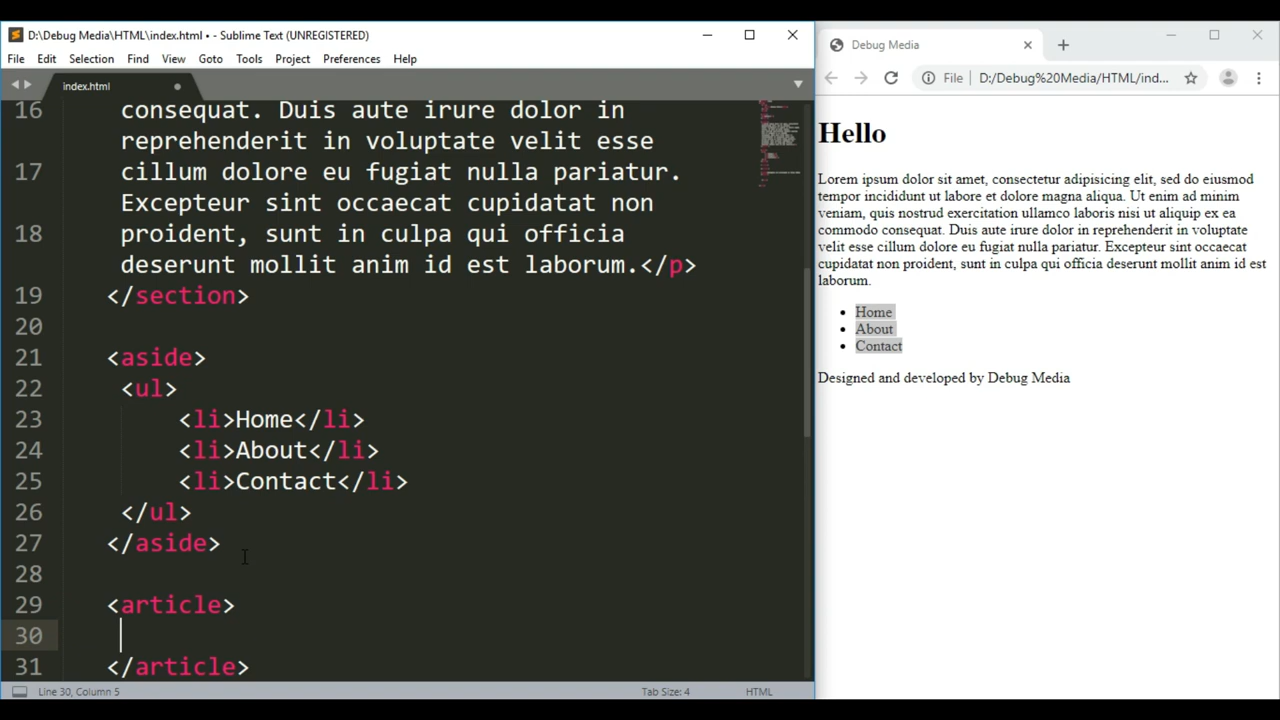 D:\Debug Media\HTML\index.html • - Sublime Text (UNREGISTERED)
File Edit Selection Find View Goto Tools Project Preferences Help
index.html
16 consequat. Duis aute irure dolor in
reprehenderit in voluptate velit esse
17 cillum dolore eu fugiat nulla pariatur.
Excepteur sint occaecat cupidatat non
18 proident, sunt in culpa qui officia
deserunt mollit anim id est laborum.</p>
19 </section>
20
21 <aside>
22 <ul>
23 <li>Home</li>
24 <li>About</li>
25 <li>Contact</li>
26 </ul>
27 </aside>
28
29 <article>
30
31 </article>
Line 30, Column 5 Tab Size: 4 HTML
Debug Media
File D:/Debug%20Media/HTML/ind...
Hello
Lorem ipsum dolor sit amet, consectetur adipisicing elit, sed do eiusmod
tempor incididunt ut labore et dolore magna aliqua. Ut enim ad minim
veniam, quis nostrud exercitation ullamco laboris nisi ut aliquip ex ea
commodo consequat. Duis aute irure dolor in reprehenderit in voluptate
velit esse cillum dolore eu fugiat nulla pariatur. Excepteur sint occaecat
cupidatat non proident, sunt in culpa qui officia deserunt mollit anim id est
laborum.
• Home
• About
• Contact
Designed and developed by Debug Media